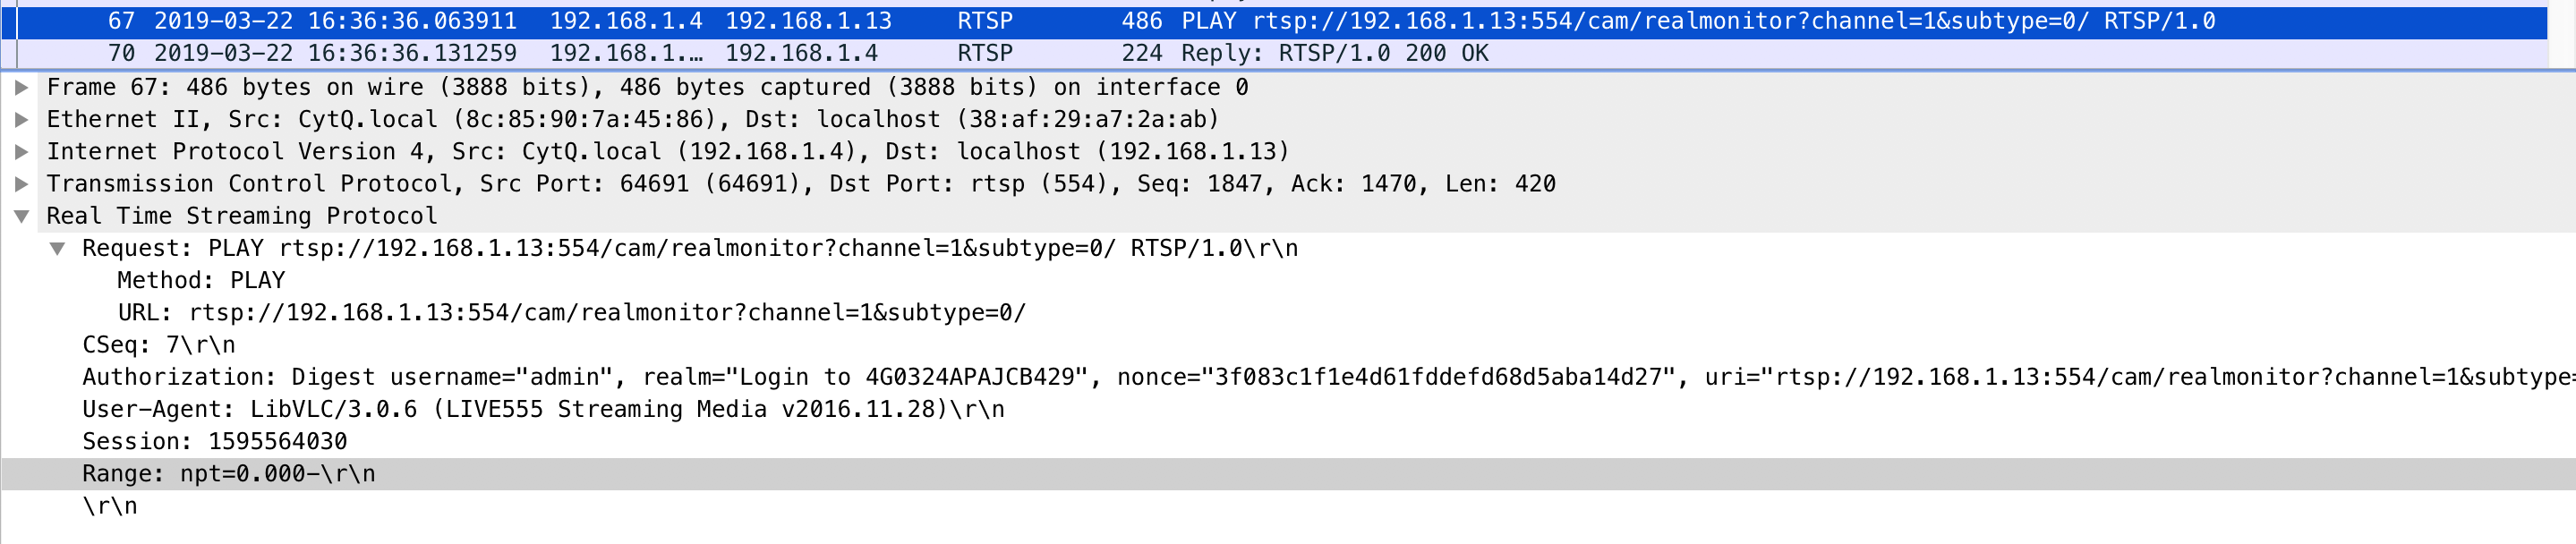 67 2019-03-22 16:36:36.063911 192.168.1.4 192.168.1.13 RTSP 486 PLAY rtsp://192.168.1.13:554/cam/realmonitor?channel=1&subtype=0/ RTSP/1.0
70 2019-03-22 16:36:36.131259 192.168.1.… 192.168.1.4 RTSP 224 Reply: RTSP/1.0 200 OK
Frame 67: 486 bytes on wire (3888 bits), 486 bytes captured (3888 bits) on interface 0
Ethernet II, Src: CytQ.local (8c:85:90:7a:45:86), Dst: localhost (38:af:29:a7:2a:ab)
Internet Protocol Version 4, Src: CytQ.local (192.168.1.4), Dst: localhost (192.168.1.13)
Transmission Control Protocol, Src Port: 64691 (64691), Dst Port: rtsp (554), Seq: 1847, Ack: 1470, Len: 420
Real Time Streaming Protocol
Request: PLAY rtsp://192.168.1.13:554/cam/realmonitor?channel=1&subtype=0/ RTSP/1.0\r\n
Method: PLAY
URL: rtsp://192.168.1.13:554/cam/realmonitor?channel=1&subtype=0/
CSeq: 7\r\n
Authorization: Digest username="admin", realm="Login to 4G0324APAJCB429", nonce="3f083c1f1e4d61fddefd68d5aba14d27", uri="rtsp://192.168.1.13:554/cam/realmonitor?channel=1&subtype=
User-Agent: LibVLC/3.0.6 (LIVE555 Streaming Media v2016.11.28)\r\n
Session: 1595564030
Range: npt=0.000-\r\n
\r\n